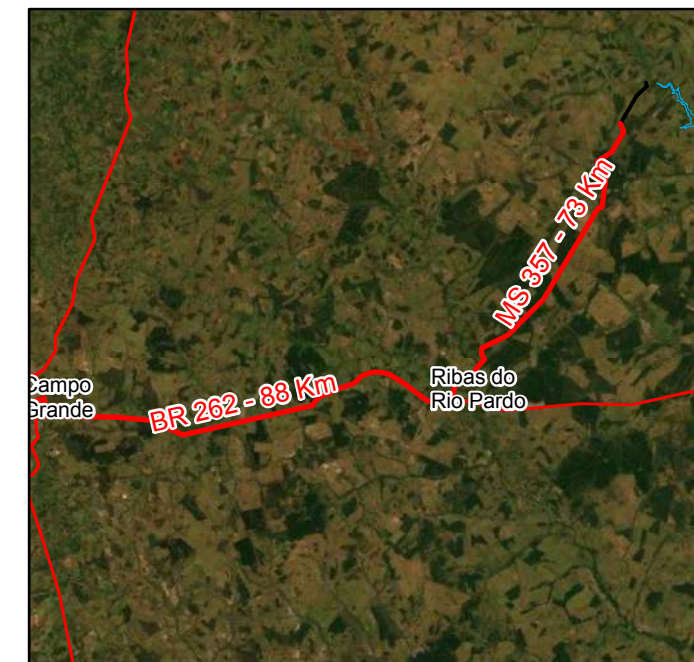 MS 357 - 73 Km
Campo
Grande
BR 262 - 88 Km
Ribas do
Rio Pardo